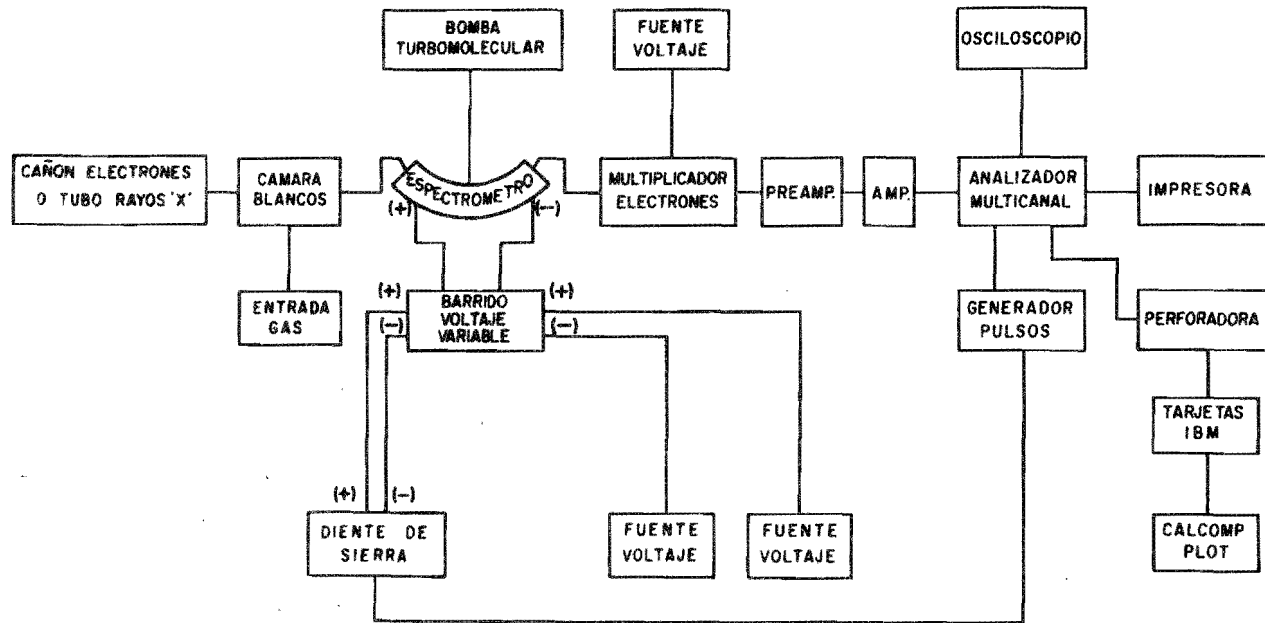 BOMBA
TURBOMOLECULAR
FUENTE
VOLTAJE
OSCILOSCOPIO
CAÑON ELECTRONES
O TUBO RAYOS 'X'
CAMARA
BLANCOS
ESPECTROMETRO
(+)
(-)
MULTIPLICADOR
ELECTRONES
PREAMP.
AMP.
ANALIZADOR
MULTICANAL
IMPRESORA
ENTRADA
GAS
(+)
(-)
BARRIDO
VOLTAJE
VARIABLE
(+)
(-)
GENERADOR
PULSOS
PERFORADORA
TARJETAS
IBM
(+)
(-)
DIENTE DE
SIERRA
FUENTE
VOLTAJE
FUENTE
VOLTAJE
CALCOMP
PLOT